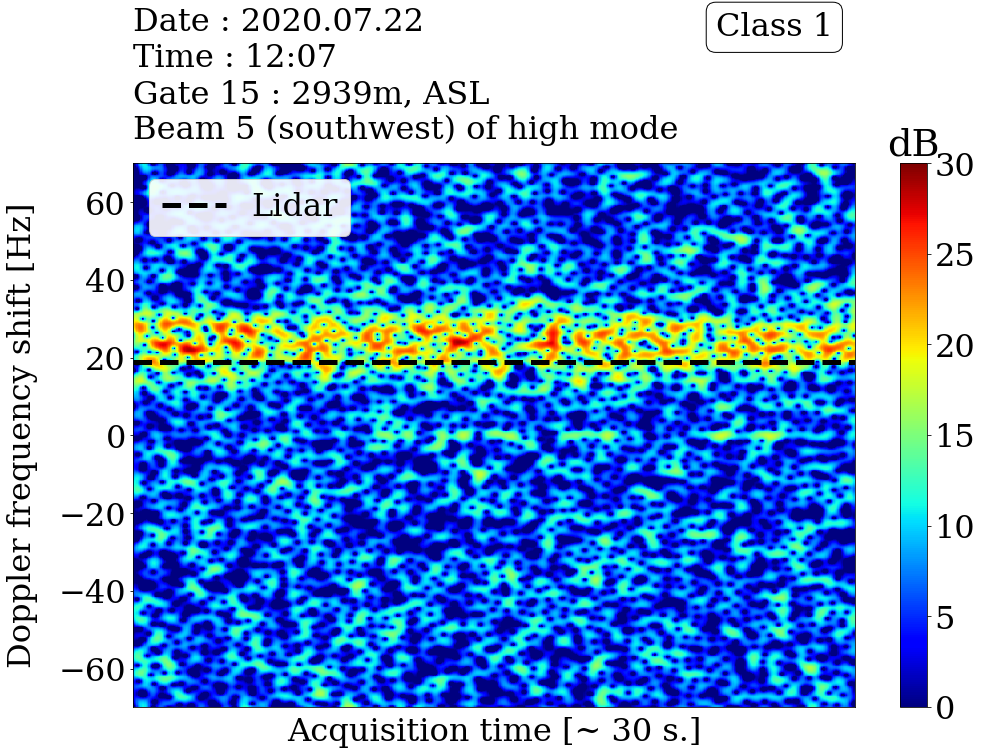 Date : 2020.07.22
Time : 12:07
Gate 15 : 2939m, ASL
Beam 5 (southwest) of high mode
Class 1
dB
Lidar
Doppler frequency shift [Hz]
60
40
20
0
−20
−40
−60
30
25
20
15
10
5
0
Acquisition time [~ 30 s.]